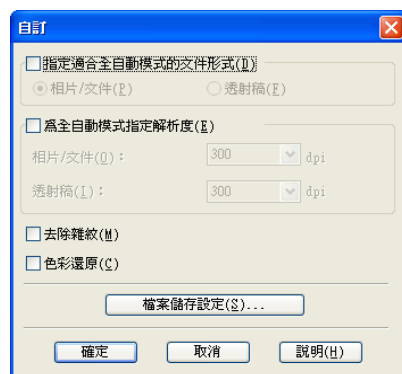 自訂
指定適合全自動模式的文件形式(D)
相片/文件(P) 透射稿(F)
為全自動模式指定解析度(E)
相片/文件(O): 300 dpi
透射稿(I): 300 dpi
去除雜紋(M)
色彩還原(C)
檔案儲存設定(S)...
確定 取消 說明(H)